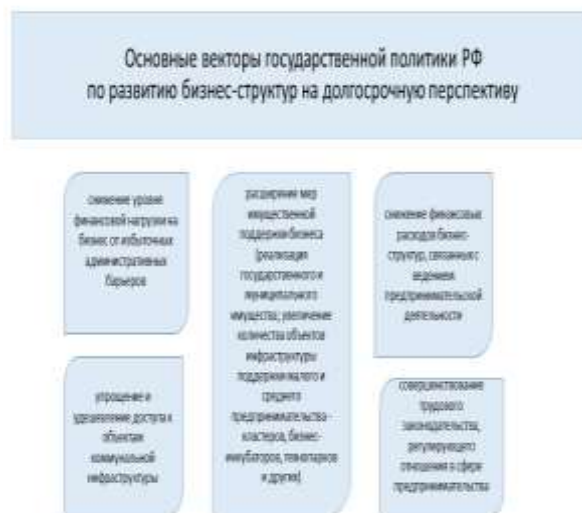 Основные векторы государственной политики РФ
по развитию бизнес-структур на долгосрочную перспективу
снижение уровня
финансовой нагрузки на
бизнес от избыточных
административных
барьеров
упрощение и
удешевление доступа к
объектам
коммунальной
инфраструктуры
расширение мер
имущественной
поддержки бизнеса
(реализация
государственного и
муниципального
имущества; увеличение
количества объектов
инфраструктуры
поддержки малого и
среднего
предпринимательства -
кластеров, бизнес-
инкубаторов, технопарков
и других)
снижение финансовых
расходов бизнес-
структур, связанных с
ведением
предпринимательской
деятельности
совершенствование
трудового
законодательства,
регулирующего
отношения в сфере
предпринимательства